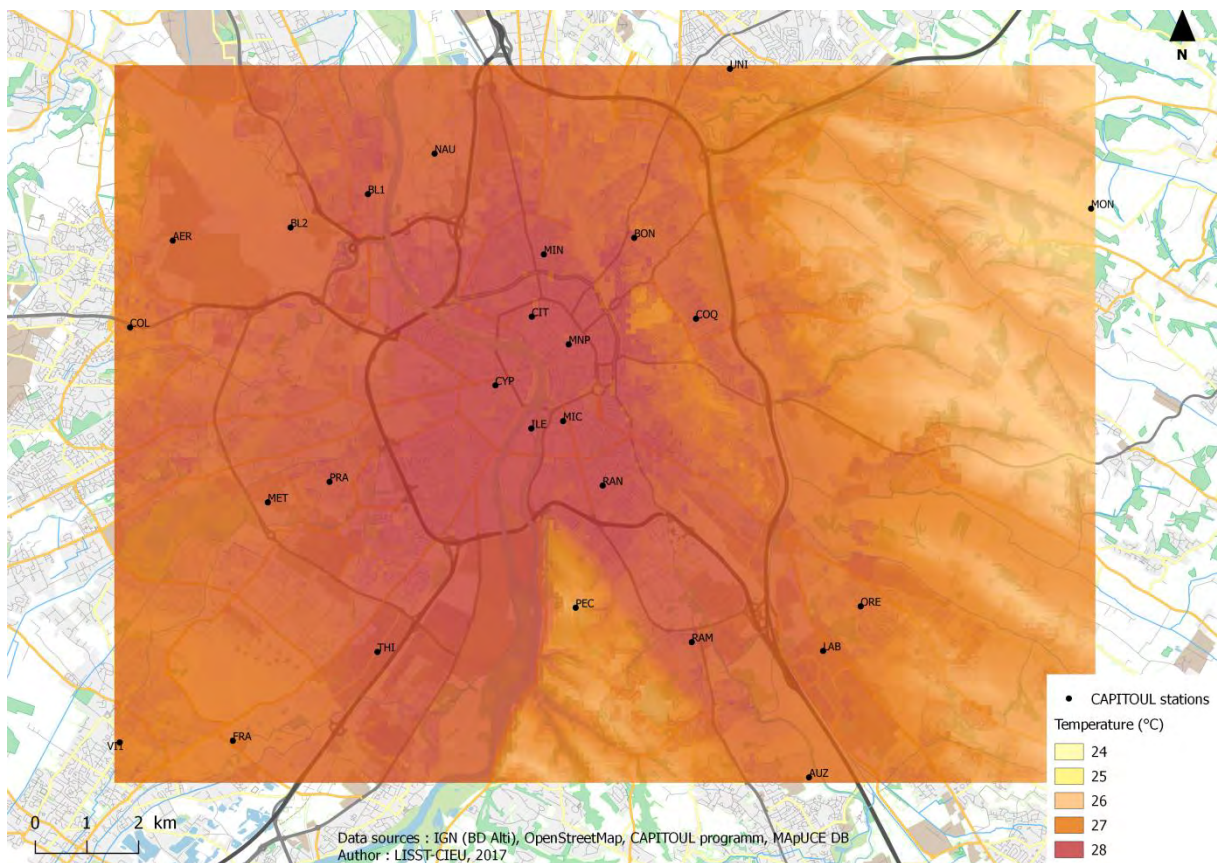 N
UNI
NAU
BL1
MON
BL2
AER
BON
MIN
CIT
COQ
COL
MNP
CYP
MIC
ILE
PRA
RAN
MET
PEC
ORE
RAM
LAB
THI
FRA
AUZ
CAPITOUL stations
Temperature (°C)
24
25
26
27
28
0 1 2 km
Data sources : IGN (BD Alti), OpenStreetMap, CAPITOUL programm, MApUCE DB
Author : LISST-CIEU, 2017